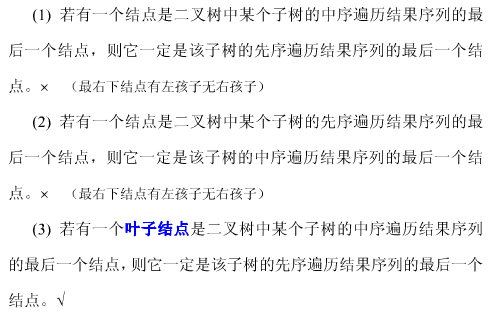 (1) 若有一个结点是二叉树中某个子树的中序遍历结果序列的最
后一个结点，则它一定是该子树的先序遍历结果序列的最后一个结
点。× （最右下结点有左孩子无右孩子）
(2) 若有一个结点是二叉树中某个子树的先序遍历结果序列的最
后一个结点，则它一定是该子树的中序遍历结果序列的最后一个结
点。× （最右下结点有左孩子无右孩子）
(3) 若有一个叶子结点是二叉树中某个子树的中序遍历结果序列
的最后一个结点，则它一定是该子树的先序遍历结果序列的最后一个
结点。√